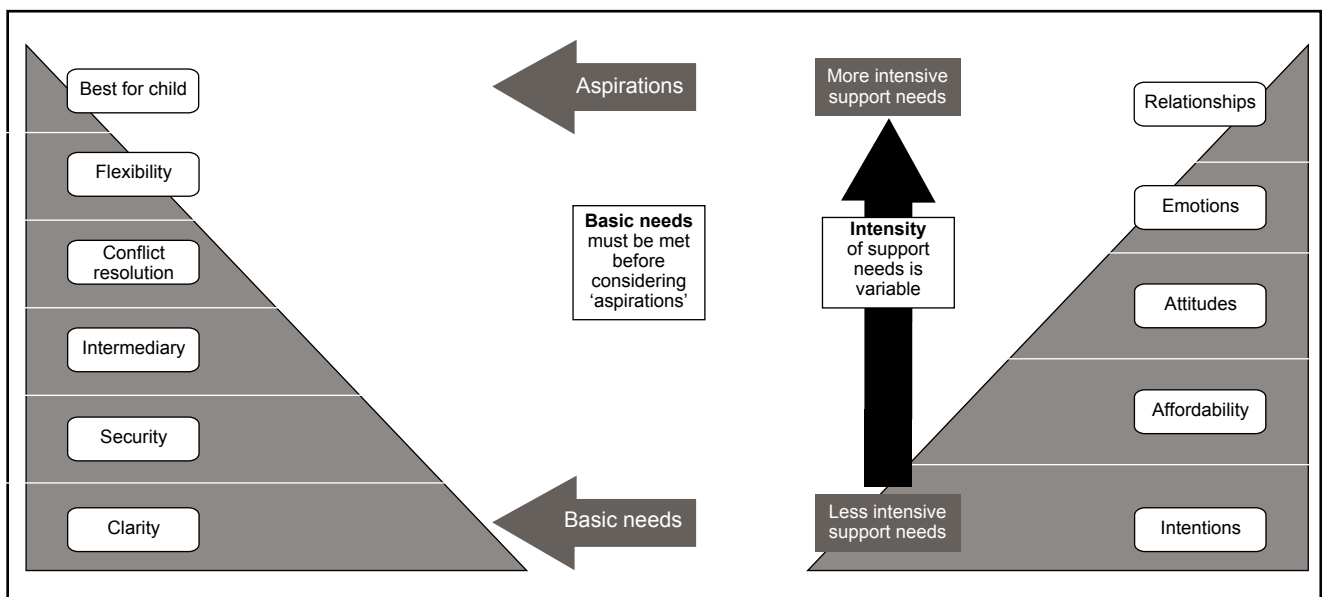 Best for child
Flexibility
Conflict
resolution
Intermediary
Security
Clarity
Aspirations
Basic needs
must be met
before
considering
‘aspirations’
Basic needs
More intensive
support needs
Intensity
of support
needs is
variable
Less intensive
support needs
Relationships
Emotions
Attitudes
Affordability
Intentions